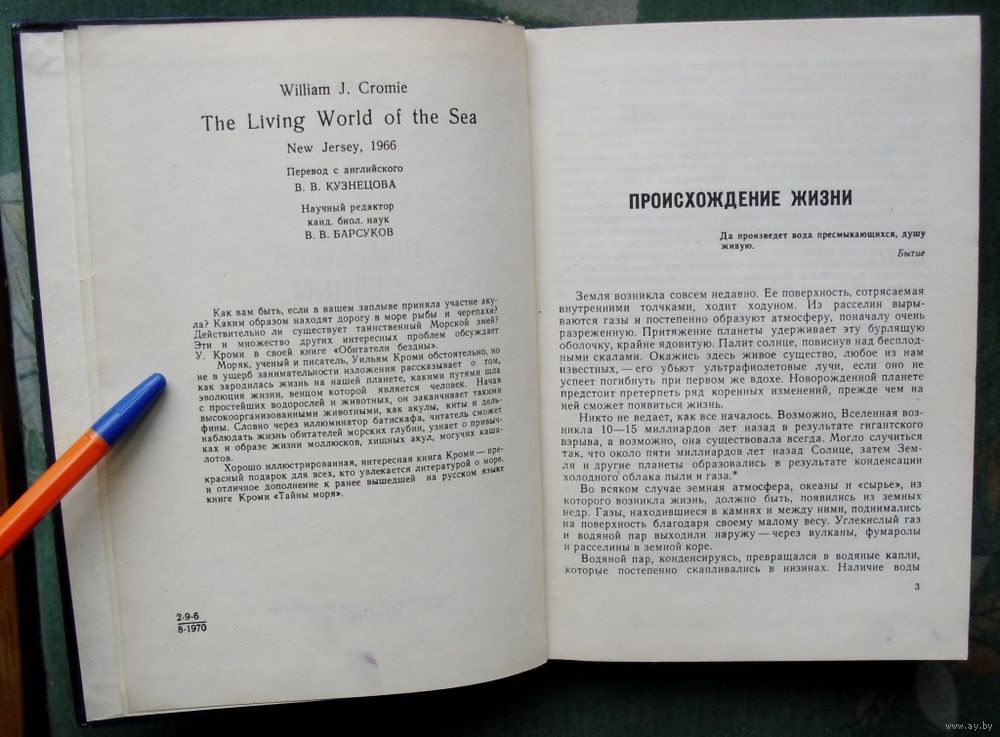 William J. Cromie
The Living World of the Sea
New Jersey, 1966
Перевод с английского
В. В. КУЗНЕЦОВА
Научный редактор
канд. биол. наук
В. В. БАРСУКОВ
Как вам быть, если в вашем заплыве приняла участие аку-
ла? Каким образом находят дорогу в море рыбы и черепахи?
Действительно ли существует таинственный Морской змей?
Эти и множество других интересных проблем обсуждает
У. Кроми в своей книге «Обитатели бездны».
Моряк, ученый и писатель, Уильям Кроми обстоятельно, но
не в ущерб занимательности изложения рассказывает о том,
как зародилась жизнь на нашей планете, какими путями шла
эволюция жизни, венцом которой является человек. Начав
с простейших водорослей и животных, он заканчивает такими
высокоорганизованными животными, как акулы, киты и дель-
фины. Словно через иллюминатор батискафа, читатель сможет
наблюдать жизнь обитателей морских глубин, узнает о привыч-
ках и образе жизни моллюсков, хищных акул, могучих каша-
лотов.
Хорошо иллюстрированная, интересная книга Кроми — пре-
красный подарок для всех, кто увлекается литературой о море,
и отличное дополнение к ранее вышедшей на русском языке
книге Кроми «Тайны моря».
2-9-6
8-1970
ПРОИСХОЖДЕНИЕ ЖИЗНИ
Да произведет вода пресмыкающихся, душу
живую.
Бытие
Земля возникла совсем недавно. Ее поверхность, сотрясаемая
внутренними толчками, ходит ходуном. Из расселин выры-
ваются газы и постепенно образуют атмосферу, поначалу очень
разреженную. Притяжение планеты удерживает эту бурлящую
оболочку, крайне ядовитую. Палит солнце, повиснув над бесплод-
ными скалами. Окажись здесь живое существо, любое из нам
известных, — его убьют ультрафиолетовые лучи, если оно не
успеет погибнуть при первом же вдохе. Новорожденной планете
предстоит претерпеть ряд коренных изменений, прежде чем на
ней сможет появиться жизнь.
Никто не ведает, как все началось. Возможно, Вселенная воз-
никла 10—15 миллиардов лет назад в результате гигантского
взрыва, а возможно, она существовала всегда. Могло случиться
так, что около пяти миллиардов лет назад Солнце, затем Зем-
ля и другие планеты образовались в результате конденсации
холодного облака пыли и газа.*
Во всяком случае земная атмосфера, океаны и «сырье», из
которого возникла жизнь, должно быть, появились из земных
недр. Газы, находившиеся в камнях и между ними, поднимались
на поверхность благодаря своему малому весу. Углекислый газ
и водяной пар выходили наружу — через вулканы, фумаролы
и расселины в земной коре.
Водяной пар, конденсируясь, превращался в водяные капли,
которые постепенно скапливались в низинах. Наличие воды
3
www.ay.by